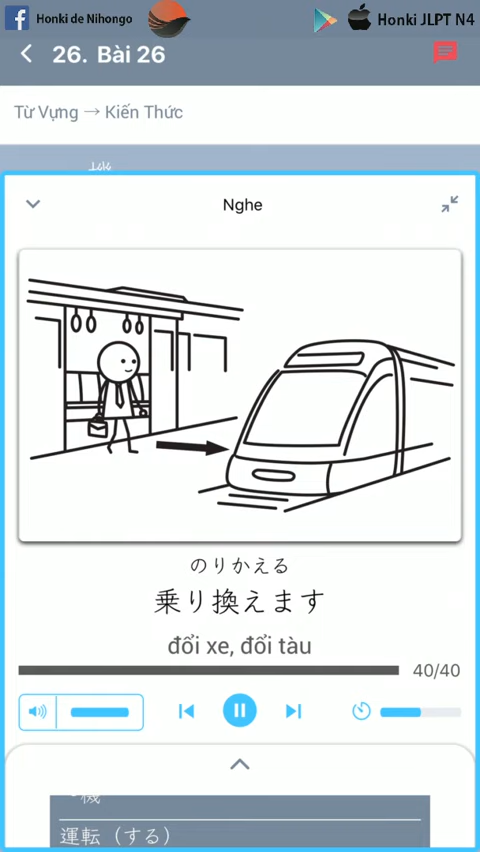 Honki de Nihongo
Honki JLPT N4
26. Bài 26
Từ Vựng → Kiến Thức
Nghe
のりかえる
乗り換えます
đổi xe, đổi tàu
40/40
運転（する）